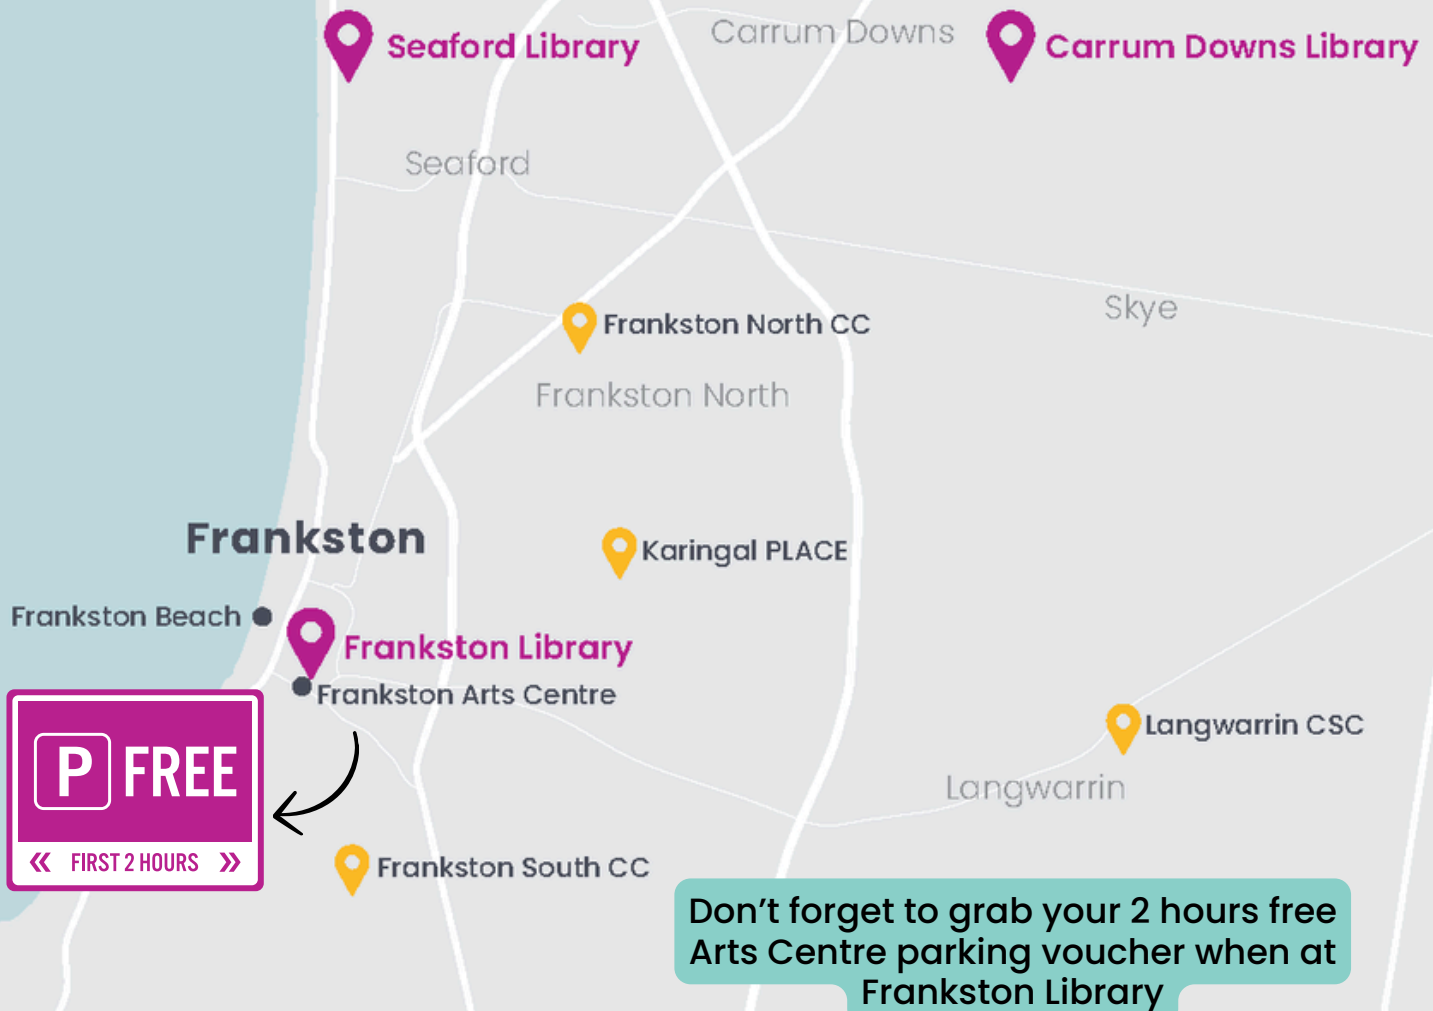 Seaford Library
Carrum Downs
Carrum Downs Library
Seaford
Skye
Frankston North CC
Frankston North
Frankston
Karingal PLACE
Frankston Beach
Frankston Library
Frankston Arts Centre
P FREE
« FIRST 2 HOURS »
Langwarrin CSC
Langwarrin
Frankston South CC
Don't forget to grab your 2 hours free
Arts Centre parking voucher when at
Frankston Library